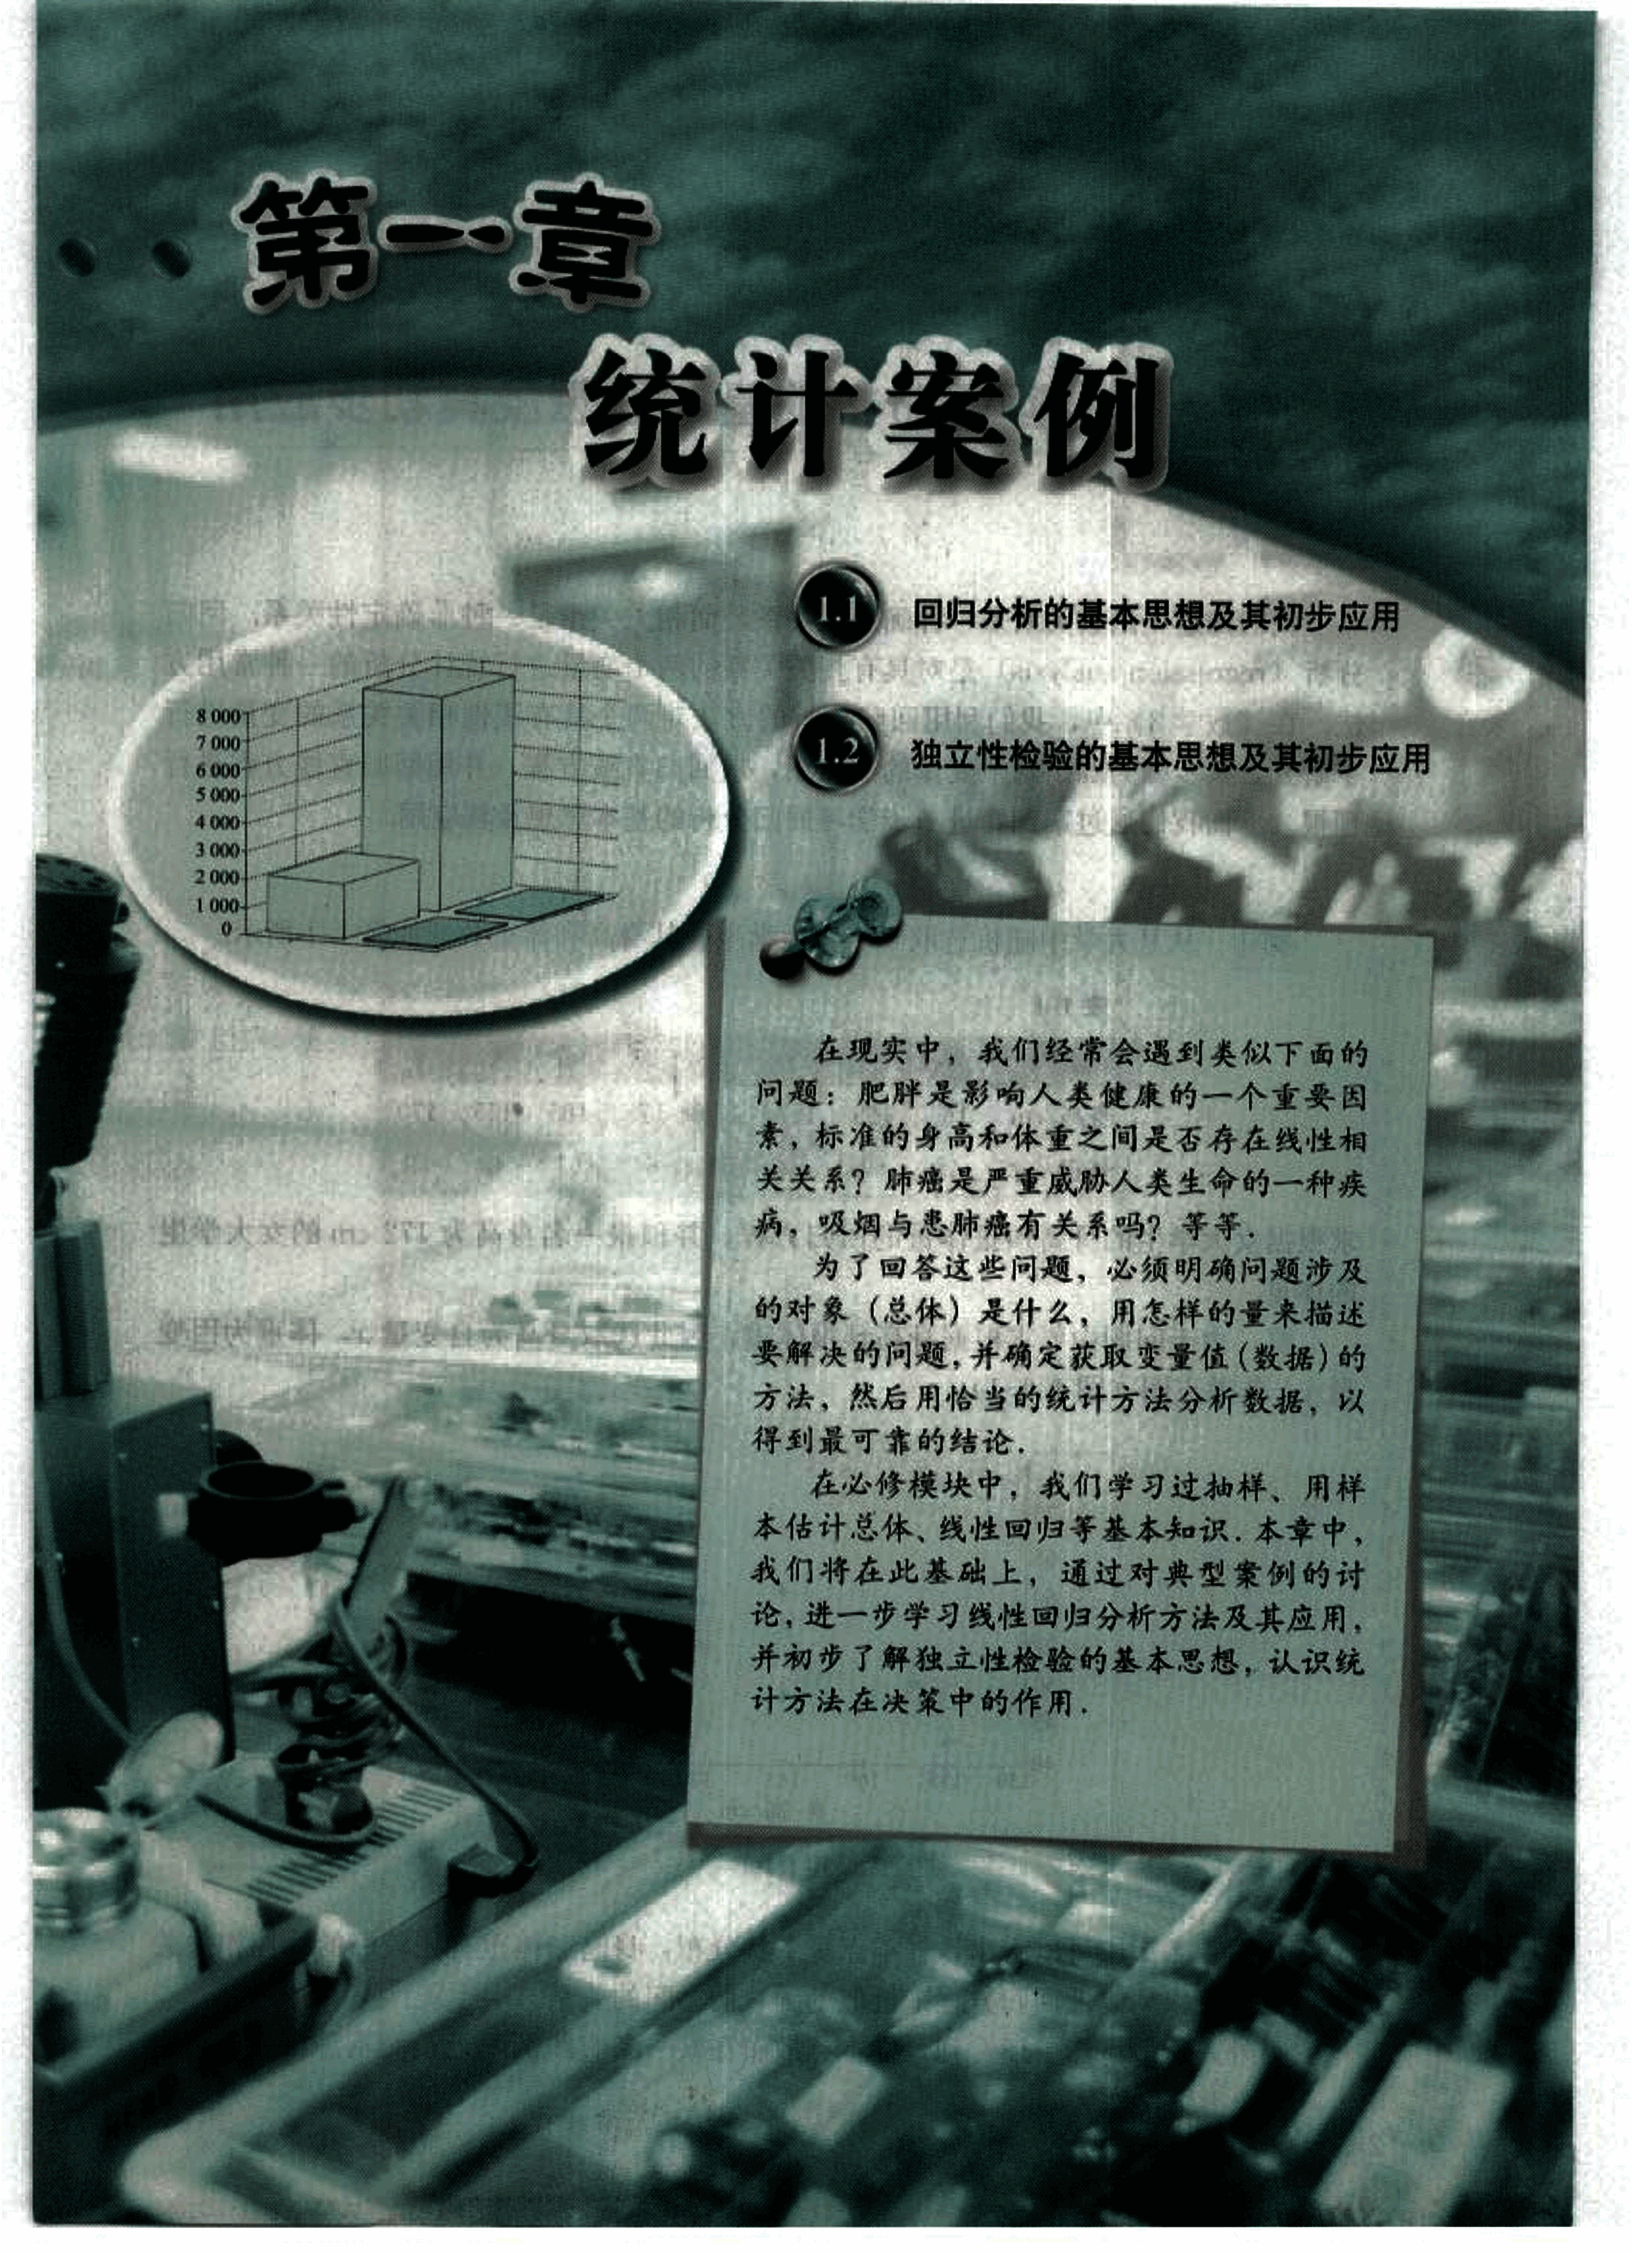 第一章
统计案例
1.1 回归分析的基本思想及其初步应用
1.2 独立性检验的基本思想及其初步应用
8 000
7 000
6 000
5 000
4 000
3 000
2 000
1 000
0
在现实中，我们经常会遇到类似下面的
问题：肥胖是影响人类健康的一个重要因
素，标准的身高和体重之间是否存在线性相
关关系？肺癌是严重威胁人类生命的一种疾
病，吸烟与患肺癌有关系吗？等等．
为了回答这些问题，必须明确问题涉及
的对象（总体）是什么，用怎样的量来描述
要解决的问题，并确定获取变量值（数据）的
方法，然后用恰当的统计方法分析数据，以
得到最可靠的结论．
在必修模块中，我们学习过抽样、用样
本估计总体、线性回归等基本知识．本章中，
我们将在此基础上，通过对典型案例的讨
论，进一步学习线性回归分析方法及其应用，
并初步了解独立性检验的基本思想，认识统
计方法在决策中的作用．